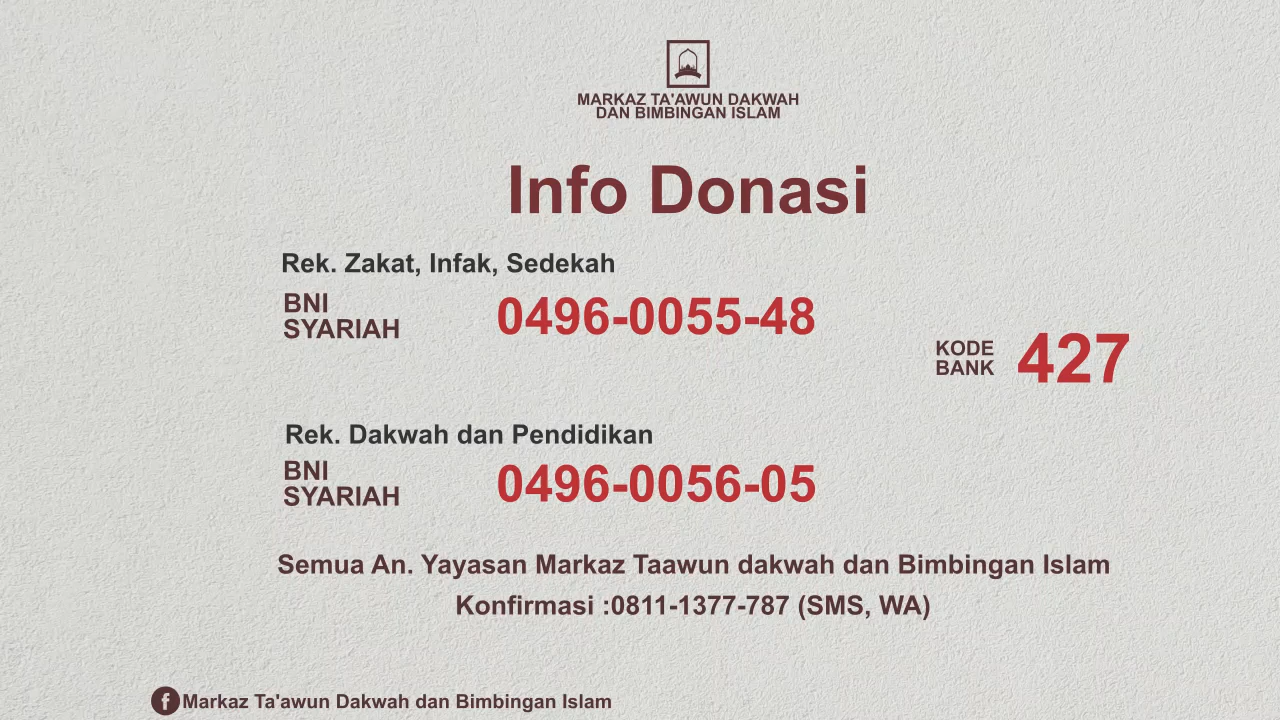 MARKAZ TA'AWUN DAKWAH
DAN BIMBINGAN ISLAM
Info Donasi
Rek. Zakat, Infak, Sedekah
BNI
SYARIAH
0496-0055-48
KODE
BANK
427
Rek. Dakwah dan Pendidikan
BNI
SYARIAH
0496-0056-05
Semua An. Yayasan Markaz Taawun dakwah dan Bimbingan Islam
Konfirmasi :0811-1377-787 (SMS, WA)
f Markaz Ta'awun Dakwah dan Bimbingan Islam